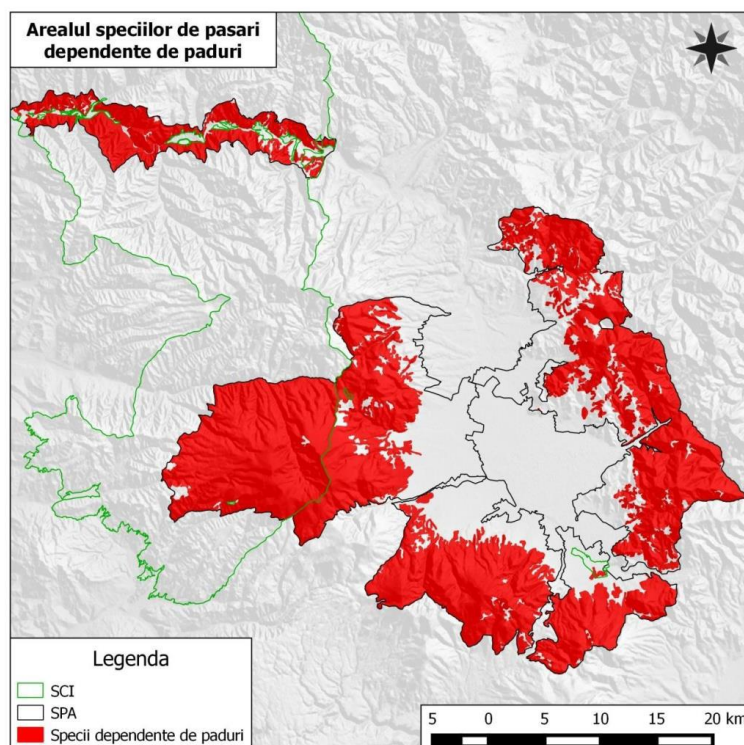 Arealul speciilor de pasari
dependente de paduri
Legenda
SCI
SPA
Specii dependente de paduri
5 0 5 10 15 20 km